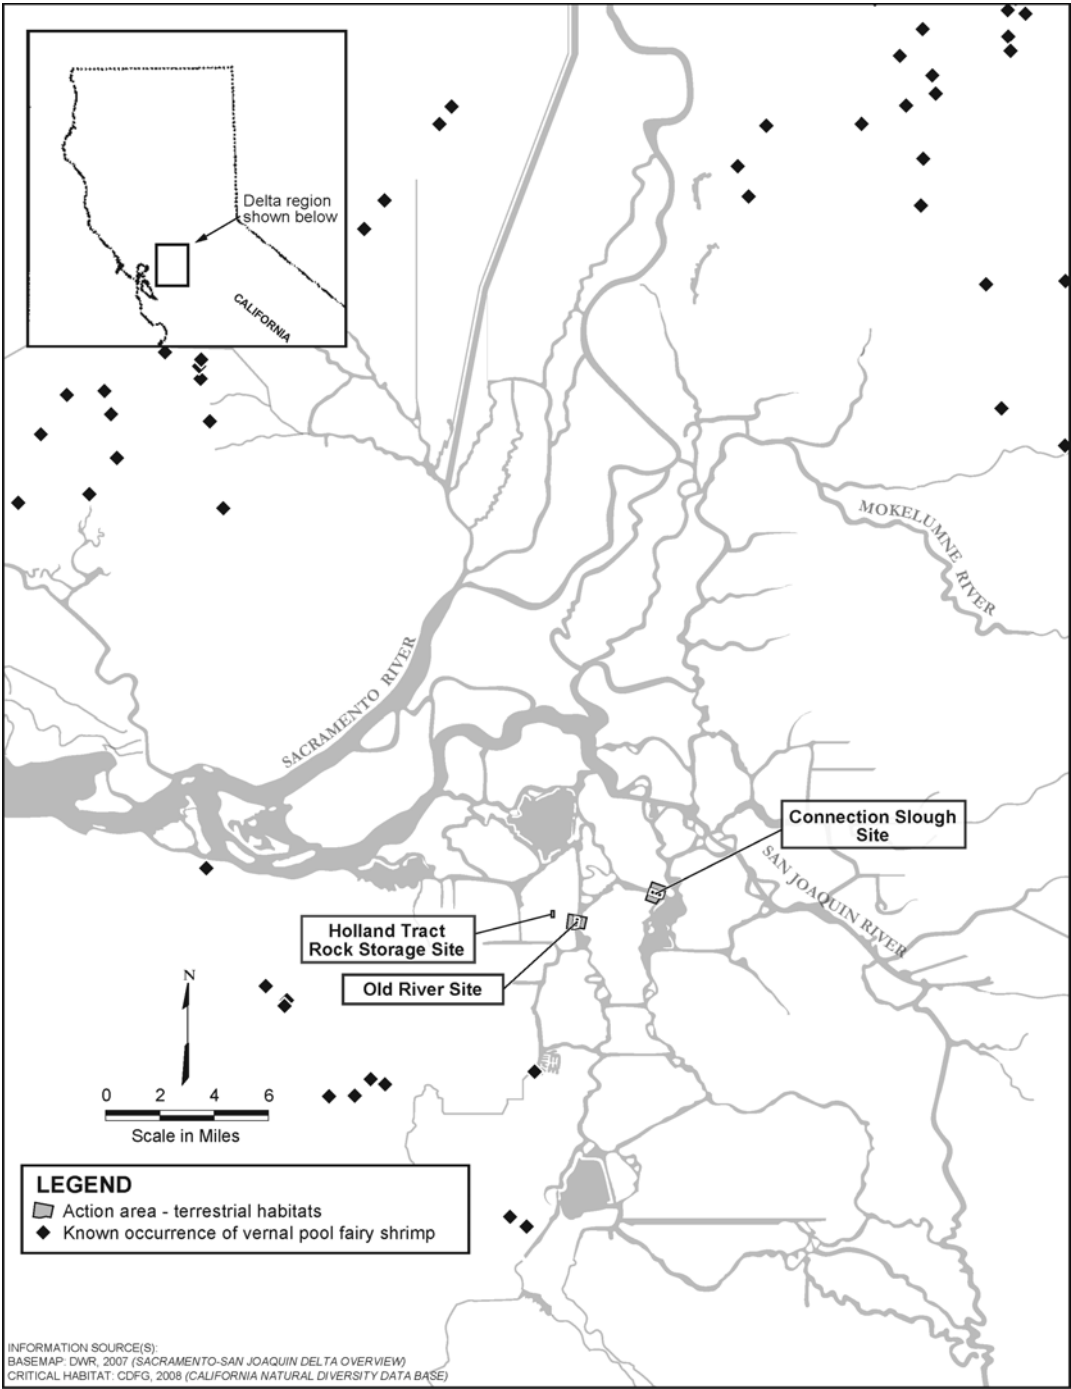 Delta region
shown below
CALIFORNIA
MOKELUMNE RIVER
SACRAMENTO RIVER
Connection Slough
Site
SAN JOAQUIN RIVER
Holland Tract
Rock Storage Site
Old River Site
N
0 2 4 6
Scale in Miles
LEGEND
Action area - terrestrial habitats
Known occurrence of vernal pool fairy shrimp
INFORMATION SOURCE(S):
BASEMAP: DWR, 2007 (SACRAMENTO-SAN JOAQUIN DELTA OVERVIEW)
CRITICAL HABITAT: CDFG, 2008 (CALIFORNIA NATURAL DIVERSITY DATA BASE)